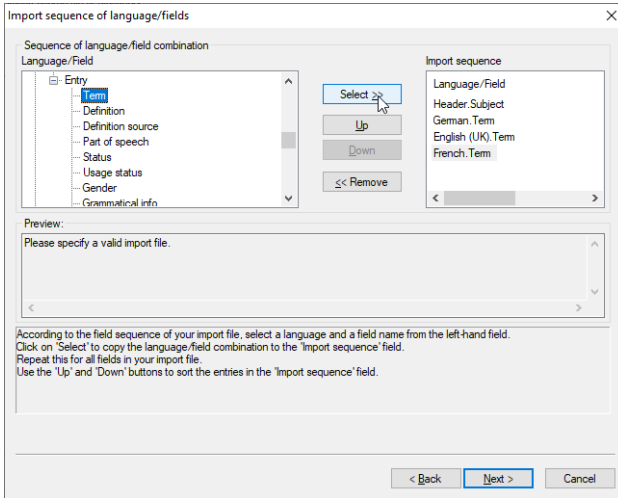 Import sequence of language/fields
Sequence of language/field combination
Language/Field
Entry
Term
Definition
Definition source
Part of speech
Status
Usage status
Gender
Grammatical info
Select >>
Up
Down
<< Remove
Import sequence
Language/Field
Header.Subject
German.Term
English (UK).Term
French.Term
Preview:
Please specify a valid import file.
According to the field sequence of your import file, select a language and a field name from the left-hand field.
Click on 'Select' to copy the language/field combination to the 'Import sequence' field.
Repeat this for all fields in your import file.
Use the 'Up' and 'Down' buttons to sort the entries in the 'Import sequence' field.
< Back
Next >
Cancel